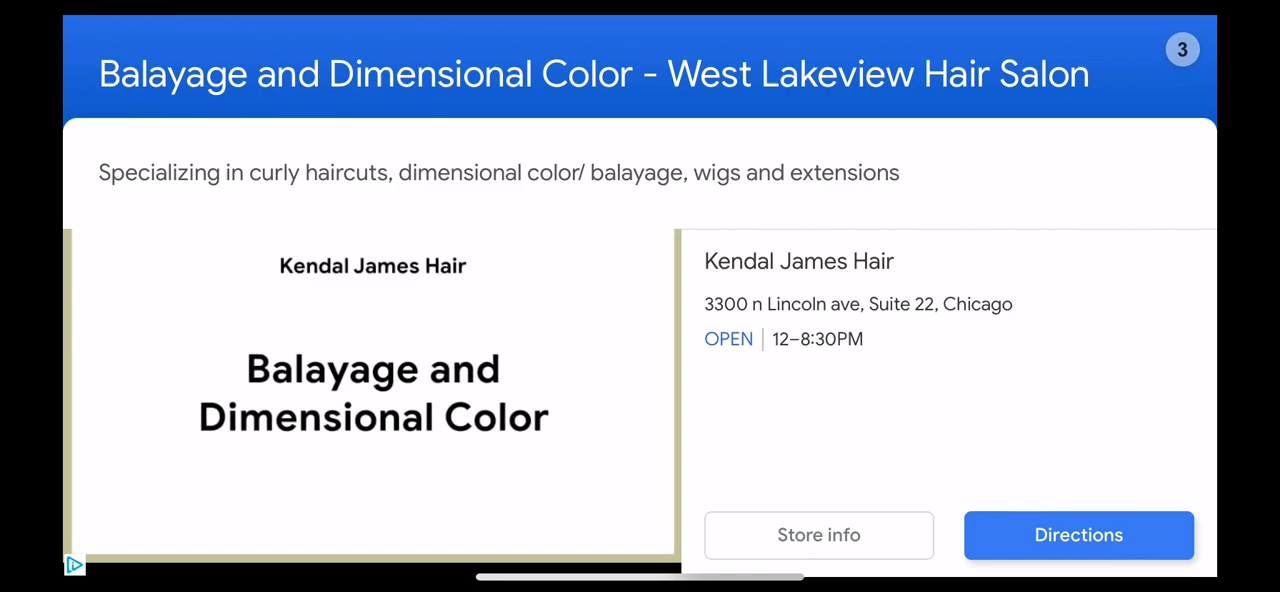 Balayage and Dimensional Color - West Lakeview Hair Salon
3
Specializing in curly haircuts, dimensional color/ balayage, wigs and extensions
Kendal James Hair
Balayage and
Dimensional Color
Kendal James Hair
3300 n Lincoln ave, Suite 22, Chicago
OPEN | 12–8:30PM
Store info
Directions